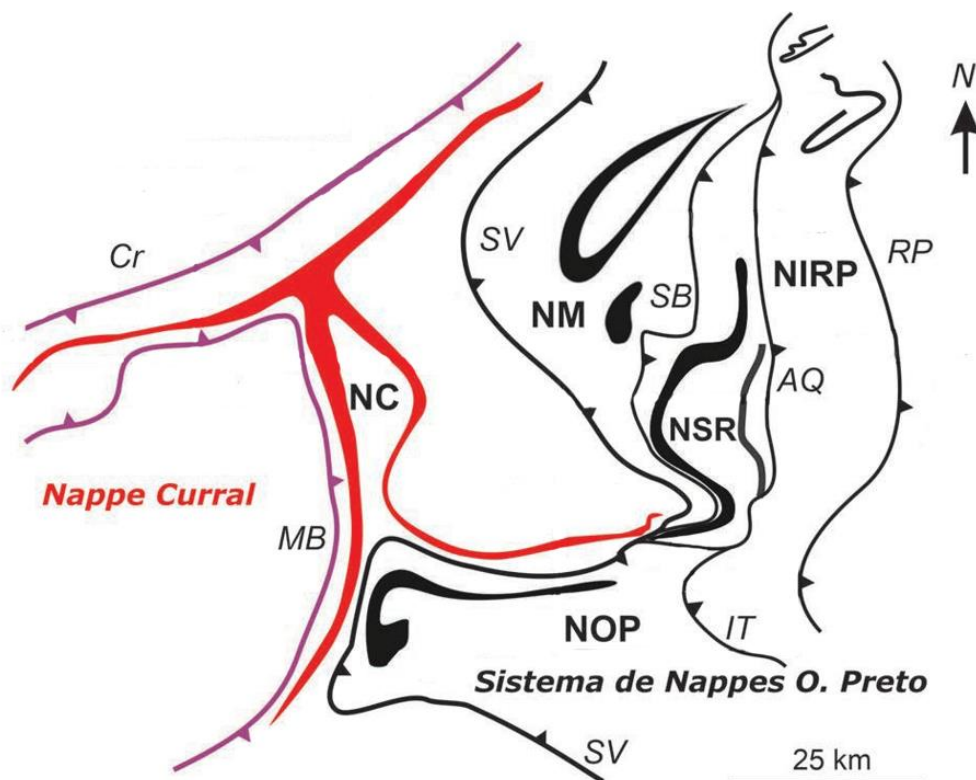 N
Cr
SV
NM
SB
NIRP
RP
NC
AQ
NSR
Nappe Curral
MB
NOP
IT
Sistema de Nappes O. Preto
SV
25 km